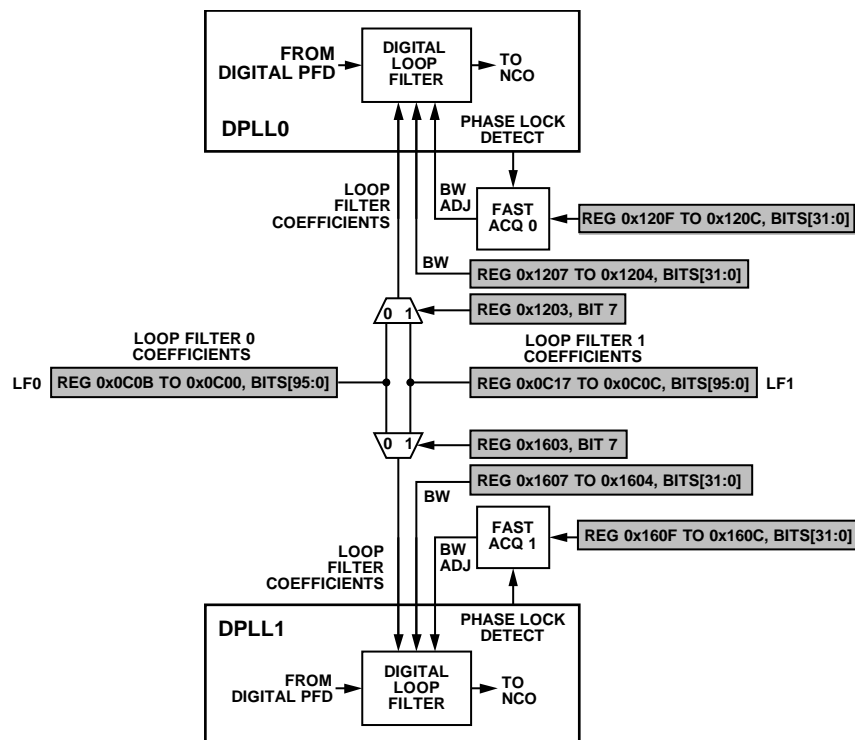 FROM
DIGITAL PFD
DIGITAL
LOOP
FILTER
TO
NCO
DPLL0
PHASE LOCK
DETECT
LOOP
FILTER
COEFFICIENTS
BW
ADJ
FAST
ACQ 0
REG 0x120F TO 0x120C, BITS[31:0]
BW
REG 0x1207 TO 0x1204, BITS[31:0]
0 1
REG 0x1203, BIT 7
LOOP FILTER 0
COEFFICIENTS
LOOP FILTER 1
COEFFICIENTS
LF0
REG 0x0C0B TO 0x0C00, BITS[95:0]
REG 0x0C17 TO 0x0C0C, BITS[95:0]
LF1
0 1
REG 0x1603, BIT 7
REG 0x1607 TO 0x1604, BITS[31:0]
BW
FAST
ACQ 1
REG 0x160F TO 0x160C, BITS[31:0]
LOOP
FILTER
COEFFICIENTS
BW
ADJ
DPLL1
PHASE LOCK
DETECT
FROM
DIGITAL PFD
DIGITAL
LOOP
FILTER
TO
NCO